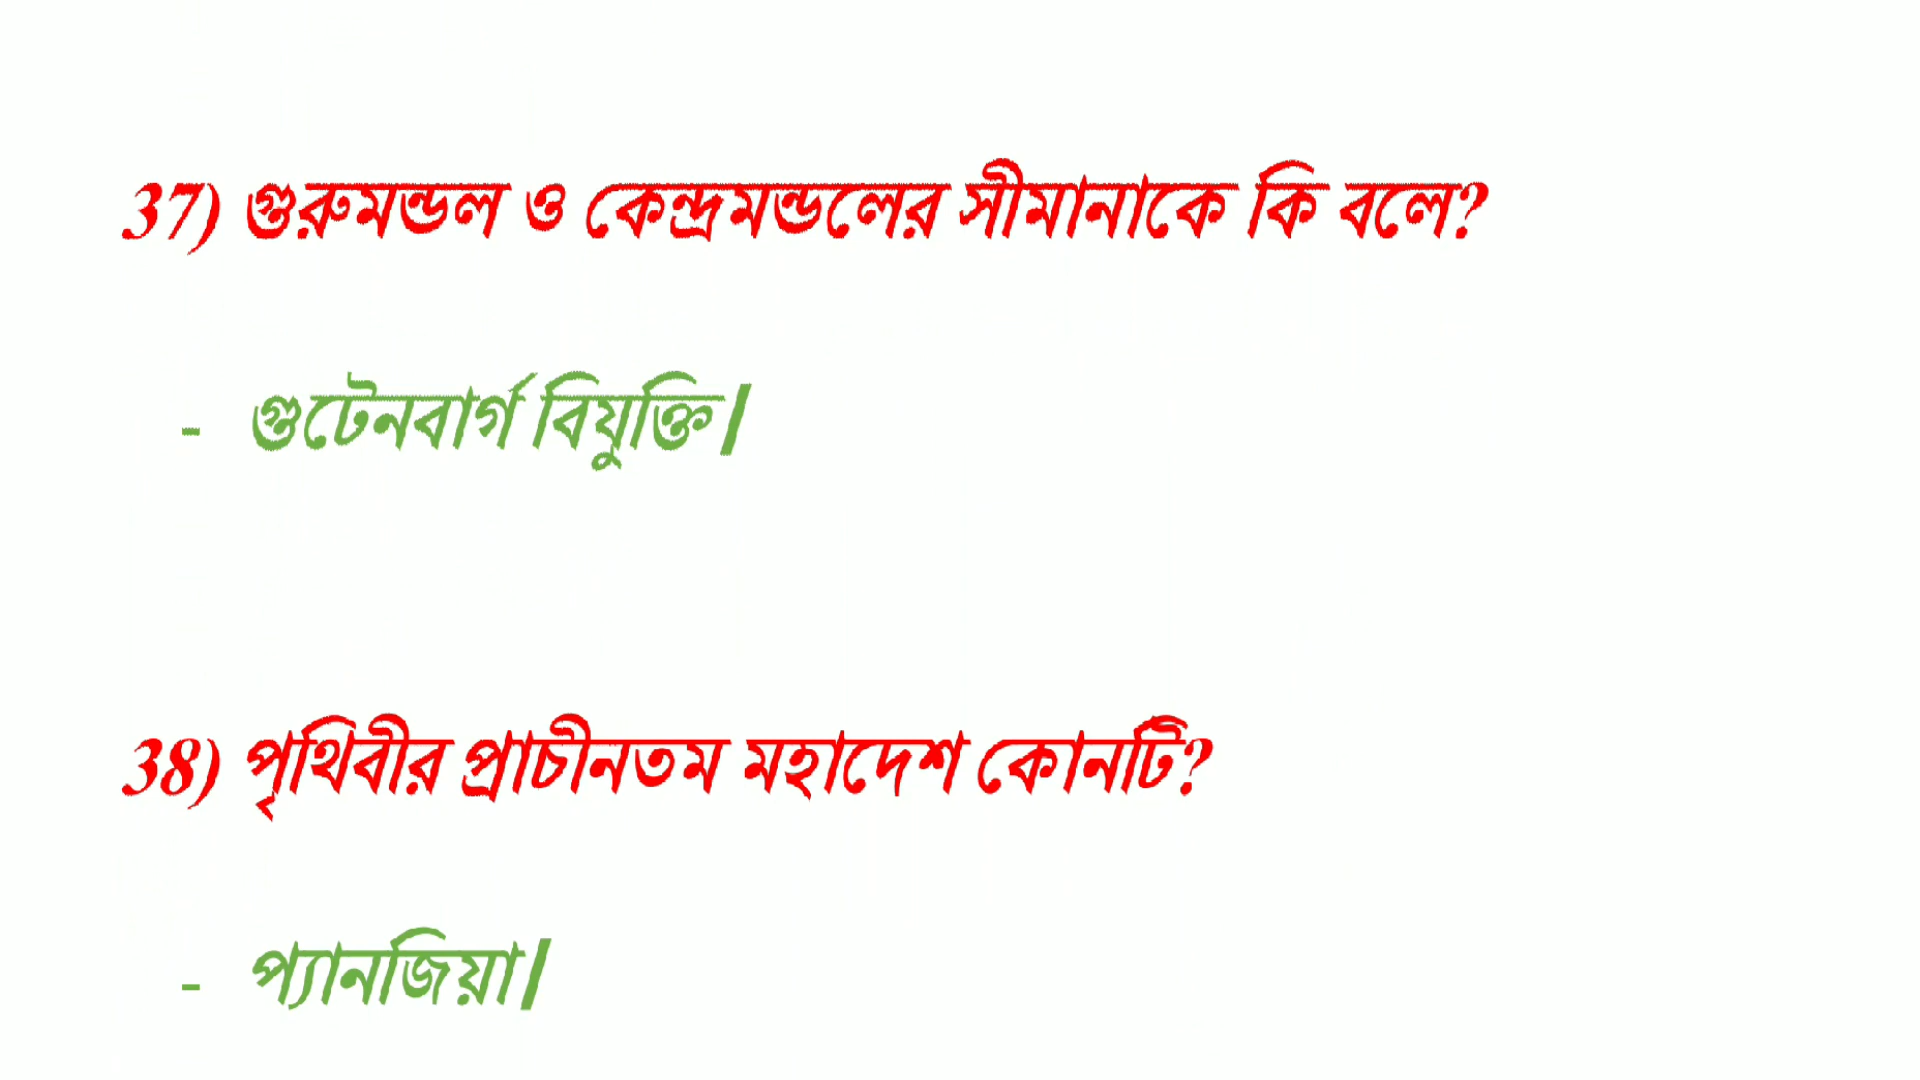 37) গুরুমন্ডল ও কেন্দ্রমন্ডলের সীমানাকে কি বলে?
- গুটেনবার্গ বিযুক্তি।
38) পৃথিবীর প্রাচীনতম মহাদেশ কোনটি?
- প্যানজিয়া।